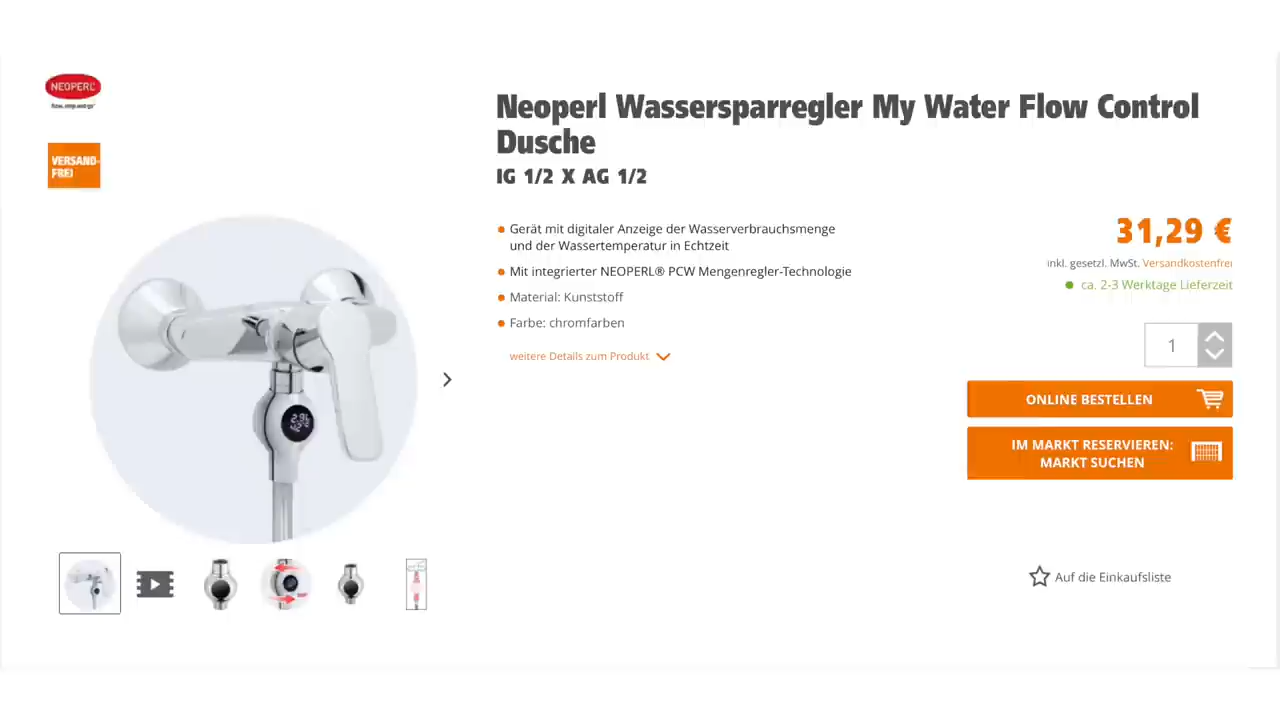 NEOPERL
VERSAND-
FREI
Neoperl Wassersparregler My Water Flow Control
Dusche
IG 1/2 X AG 1/2
Gerät mit digitaler Anzeige der Wasserverbrauchsmenge
und der Wassertemperatur in Echtzeit
Mit integrierter NEOPERL® PCW Mengenregler-Technologie
Material: Kunststoff
Farbe: chromfarben
weitere Details zum Produkt
31,29 €
inkl. gesetzl. MwSt. Versandkostenfrei
ca. 2-3 Werktage Lieferzeit
1
ONLINE BESTELLEN
IM MARKT RESERVIEREN:
MARKT SUCHEN
Auf die Einkaufsliste